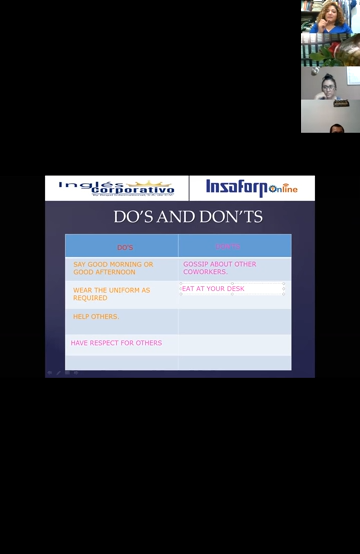 Inglés
corporativo
Insaforp Online
DO'S AND DON'TS
DO'S
SAY GOOD MORNING OR
GOOD AFTERNOON
GOSSIP ABOUT OTHER
COWORKERS.
WEAR THE UNIFORM AS
REQUIRED
EAT AT YOUR DESK
HELP OTHERS.
HAVE RESPECT FOR OTHERS